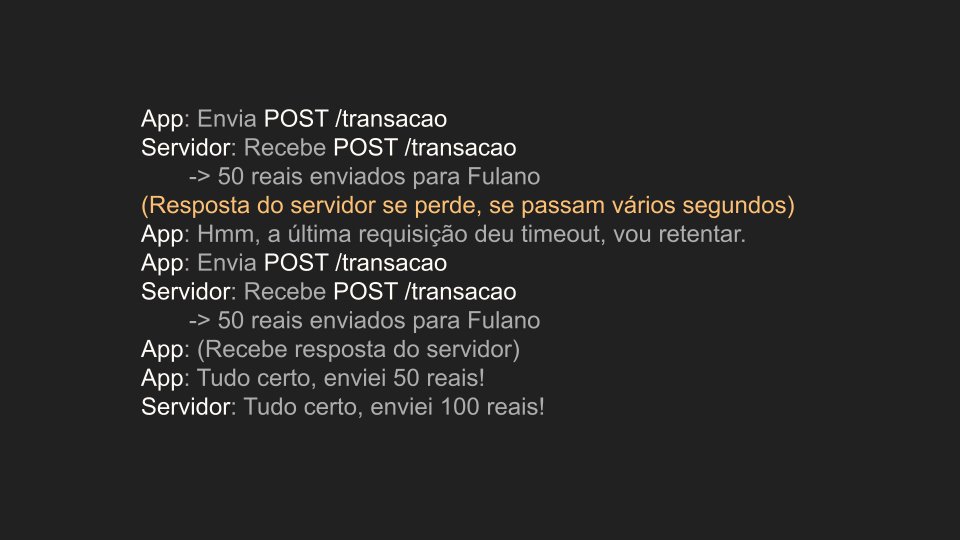 App: Envia POST /transacao
Servidor: Recebe POST /transacao
-> 50 reais enviados para Fulano
(Resposta do servidor se perde, se passam vários segundos)
App: Hmm, a última requisição deu timeout, vou retentar.
App: Envia POST /transacao
Servidor: Recebe POST /transacao
-> 50 reais enviados para Fulano
App: (Recebe resposta do servidor)
App: Tudo certo, enviei 50 reais!
Servidor: Tudo certo, enviei 100 reais!